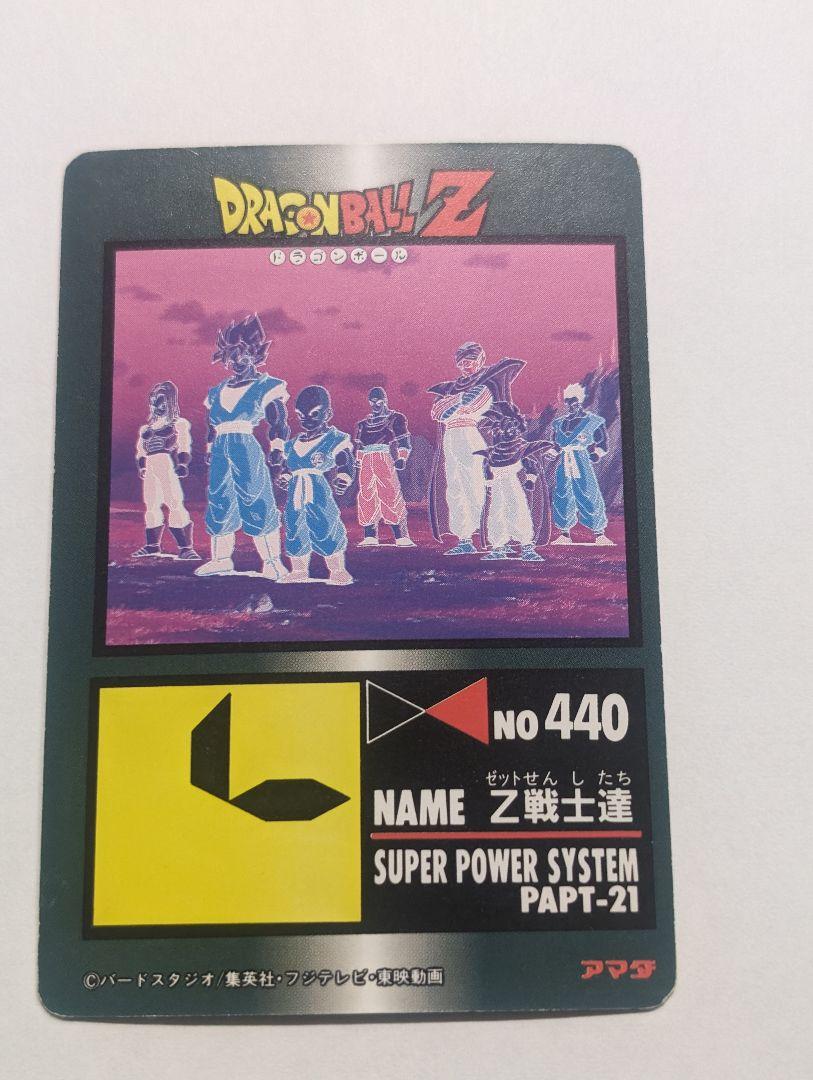 DRAGON BALL Z
ドラゴンボール
NO 440
ゼットせんしたち
NAME Z戦士達
SUPER POWER SYSTEM
PAPT-21
©バードスタジオ/集英社・フジテレビ・東映動画
アマダ